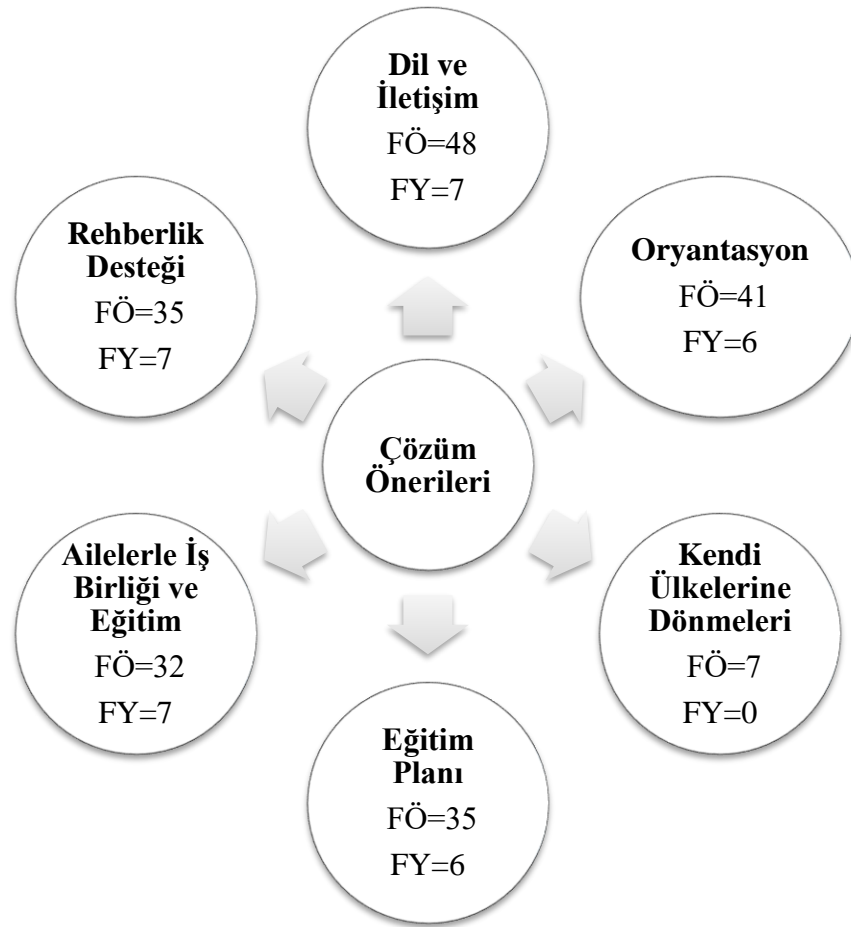 Dil ve
İletişim
FÖ=48
FY=7
Rehberlik
Desteği
FÖ=35
FY=7
Oryantasyon
FÖ=41
FY=6
Çözüm
Önerileri
Ailelerle İş
Birliği ve
Eğitim
FÖ=32
FY=7
Kendi
Ülkelerine
Dönmeleri
FÖ=7
FY=0
Eğitim
Planı
FÖ=35
FY=6